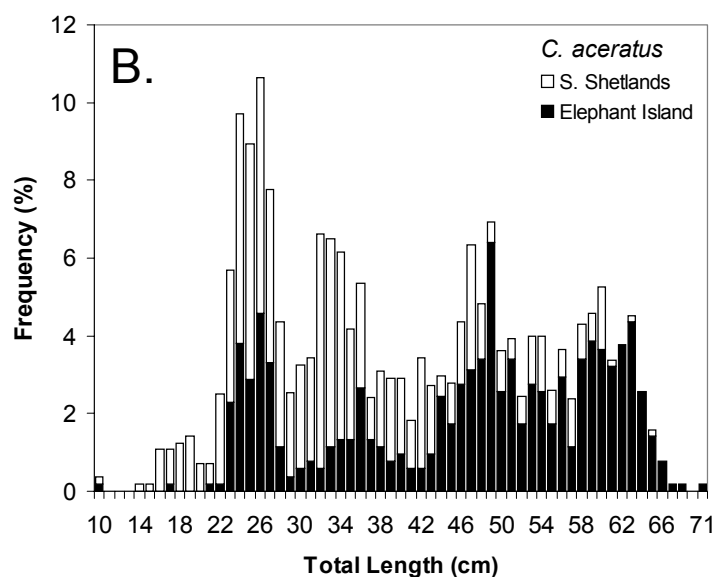 B.
C. aceratus
S. Shetlands
Elephant Island
Frequency (%)
12
10
8
6
4
2
0
10 14 18 22 26 30 34 38 42 46 50 54 58 62 66 71
Total Length (cm)